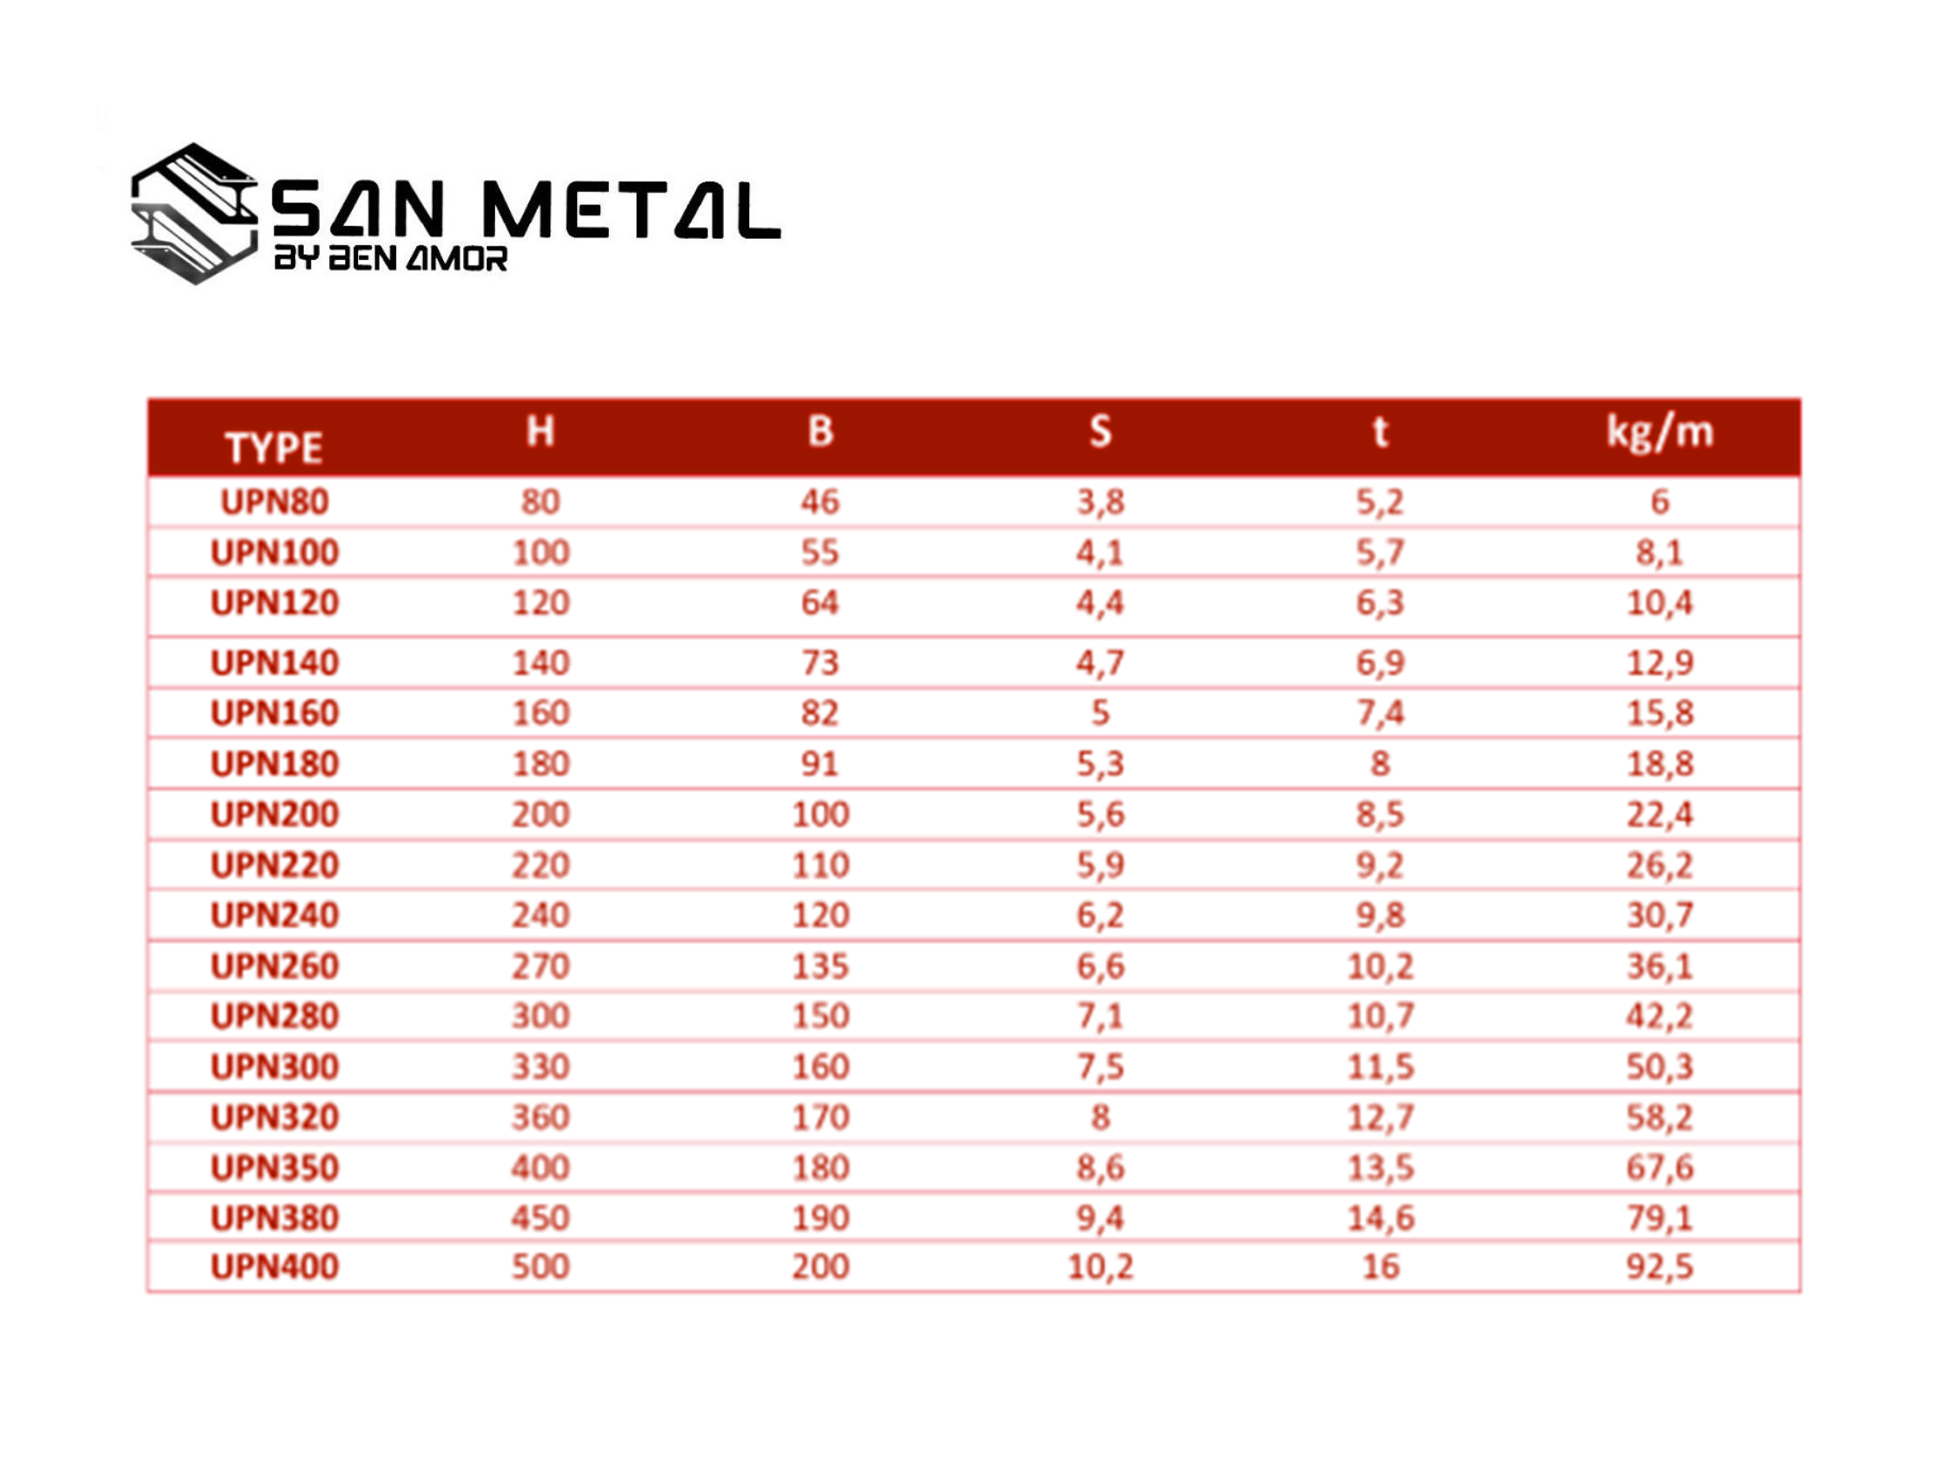 SAN METAL
BY BEN AMOR
TYPE H B S t kg/m
UPN80 80 46 3,8 5,2 6
UPN100 100 55 4,1 5,7 8,1
UPN120 120 64 4,4 6,3 10,4
UPN140 140 73 4,7 6,9 12,9
UPN160 160 82 5 7,4 15,8
UPN180 180 91 5,3 8 18,8
UPN200 200 100 5,6 8,5 22,4
UPN220 220 110 5,9 9,2 26,2
UPN240 240 120 6,2 9,8 30,7
UPN260 270 135 6,6 10,2 36,1
UPN280 300 150 7,1 10,7 42,2
UPN300 330 160 7,5 11,5 50,3
UPN320 360 170 8 12,7 58,2
UPN350 400 180 8,6 13,5 67,6
UPN380 450 190 9,4 14,6 79,1
UPN400 500 200 10,2 16 92,5